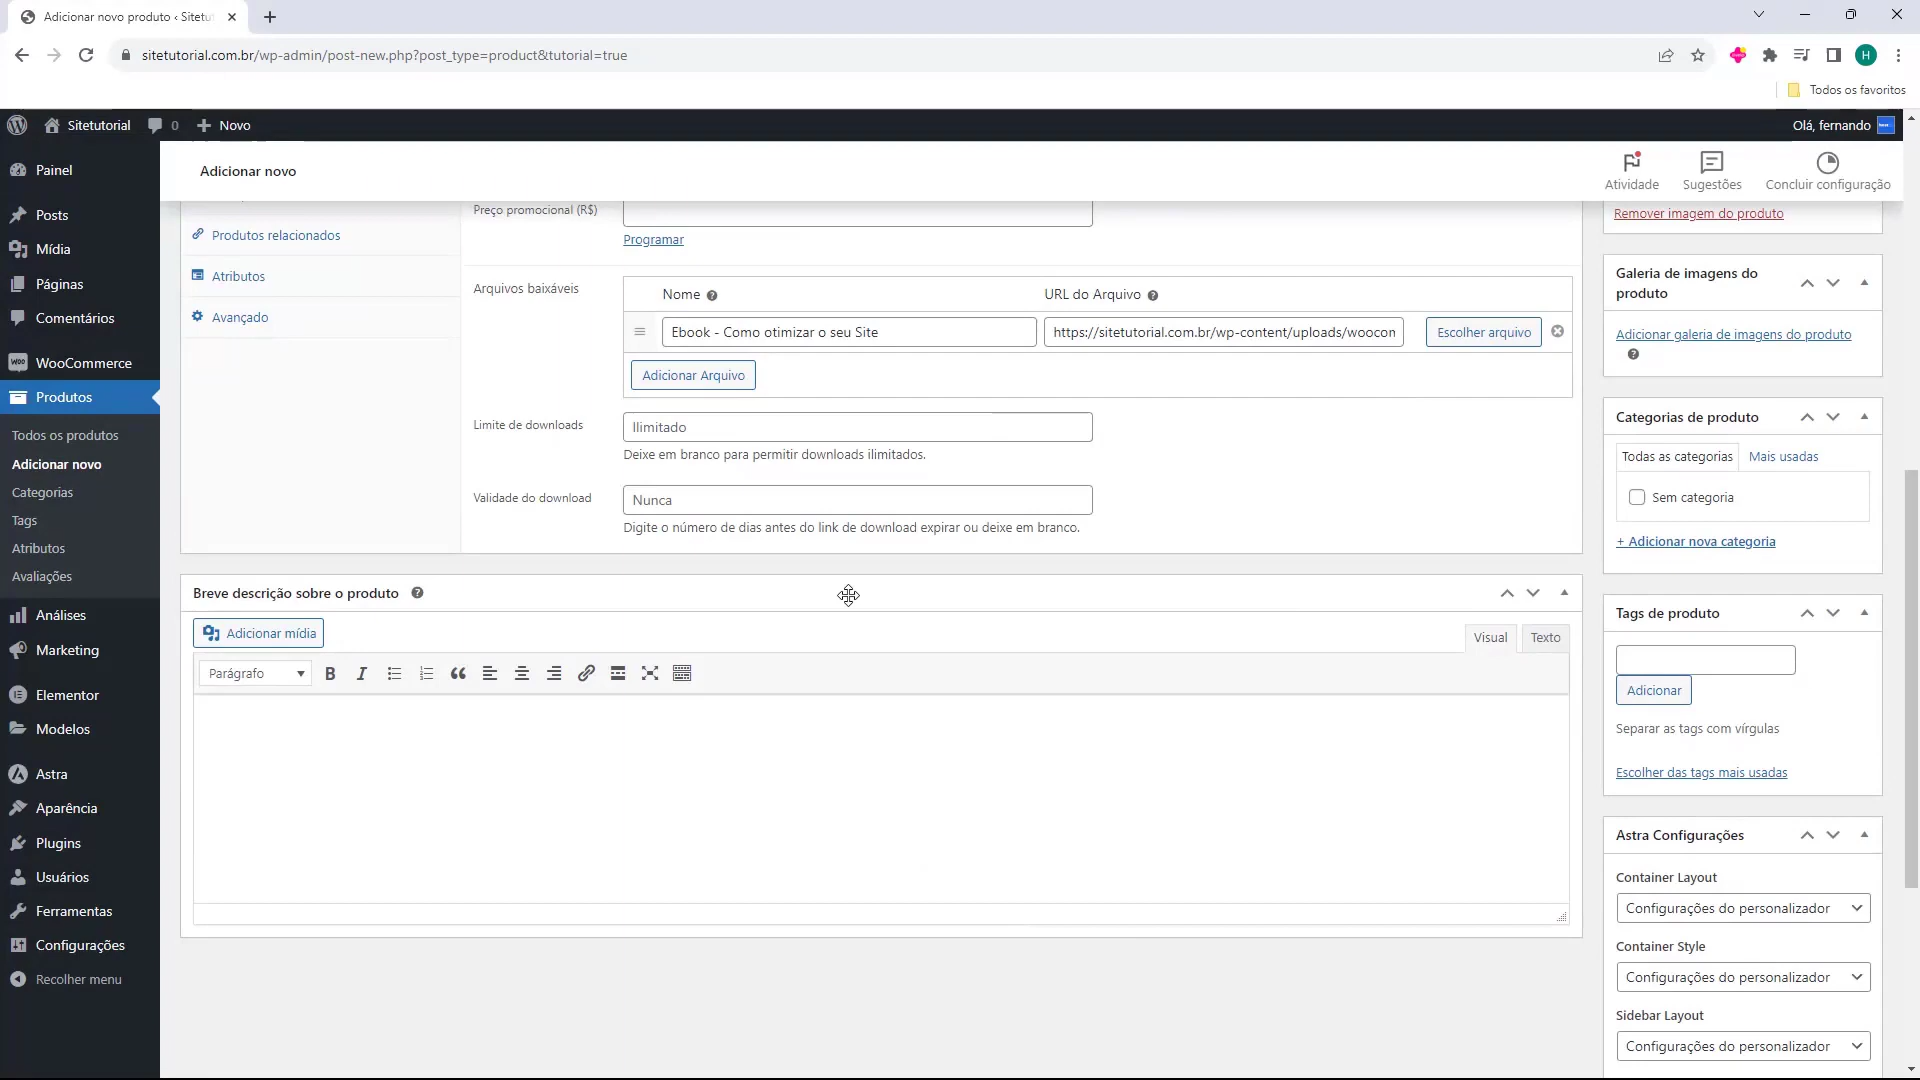 Adicionar novo produto ‹ Sitetu
sitetutorial.com.br/wp-admin/post-new.php?post_type=product&tutorial=true
H
Todos os favoritos
Sitetutorial
0
Novo
Olá, fernando
Adicionar novo
Atividade
Sugestões
Concluir configuração
Painel
Posts
Mídia
Páginas
Comentários
WooCommerce
Produtos
Todos os produtos
Adicionar novo
Categorias
Tags
Atributos
Avaliações
Análises
Marketing
Elementor
Modelos
Astra
Aparência
Plugins
Usuários
Ferramentas
Configurações
Recolher menu
Produtos relacionados
Atributos
Avançado
Preço promocional (R$)
Programar
Arquivos baixáveis
Nome
URL do Arquivo
Ebook - Como otimizar o seu Site
https://sitetutorial.com.br/wp-content/uploads/woocon
Escolher arquivo
Adicionar Arquivo
Limite de downloads
Ilimitado
Deixe em branco para permitir downloads ilimitados.
Validade do download
Nunca
Digite o número de dias antes do link de download expirar ou deixe em branco.
Breve descrição sobre o produto
Adicionar mídia
Visual
Texto
Parágrafo
Remover imagem do produto
Galeria de imagens do
produto
Adicionar galeria de imagens do produto
Categorias de produto
Todas as categorias
Mais usadas
Sem categoria
+ Adicionar nova categoria
Tags de produto
Adicionar
Separar as tags com vírgulas
Escolher das tags mais usadas
Astra Configurações
Container Layout
Configurações do personalizador
Container Style
Configurações do personalizador
Sidebar Layout
Configurações do personalizador